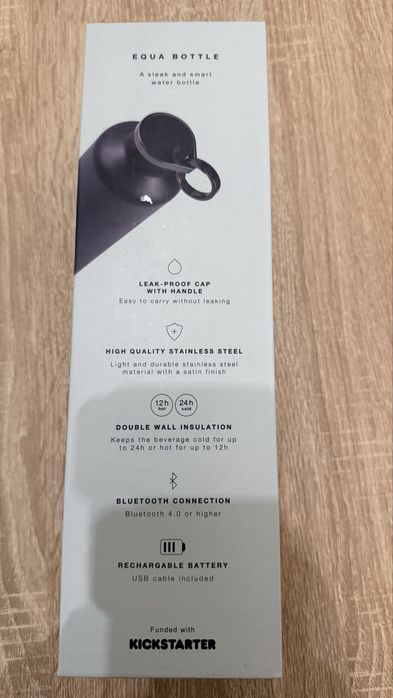 EQUA BOTTLE
A sleek and smart
water bottle
LEAK-PROOF CAP
WITH HANDLE
Easy to carry without leaking
HIGH QUALITY STAINLESS STEEL
Light and durable stainless steel
material with a satin finish
12h 24h
hot cold
DOUBLE WALL INSULATION
Keeps the beverage cold for up
to 24h or hot for up to 12h
BLUETOOTH CONNECTION
Bluetooth 4.0 or higher
RECHARGABLE BATTERY
USB cable included
Funded with
KICKSTARTER